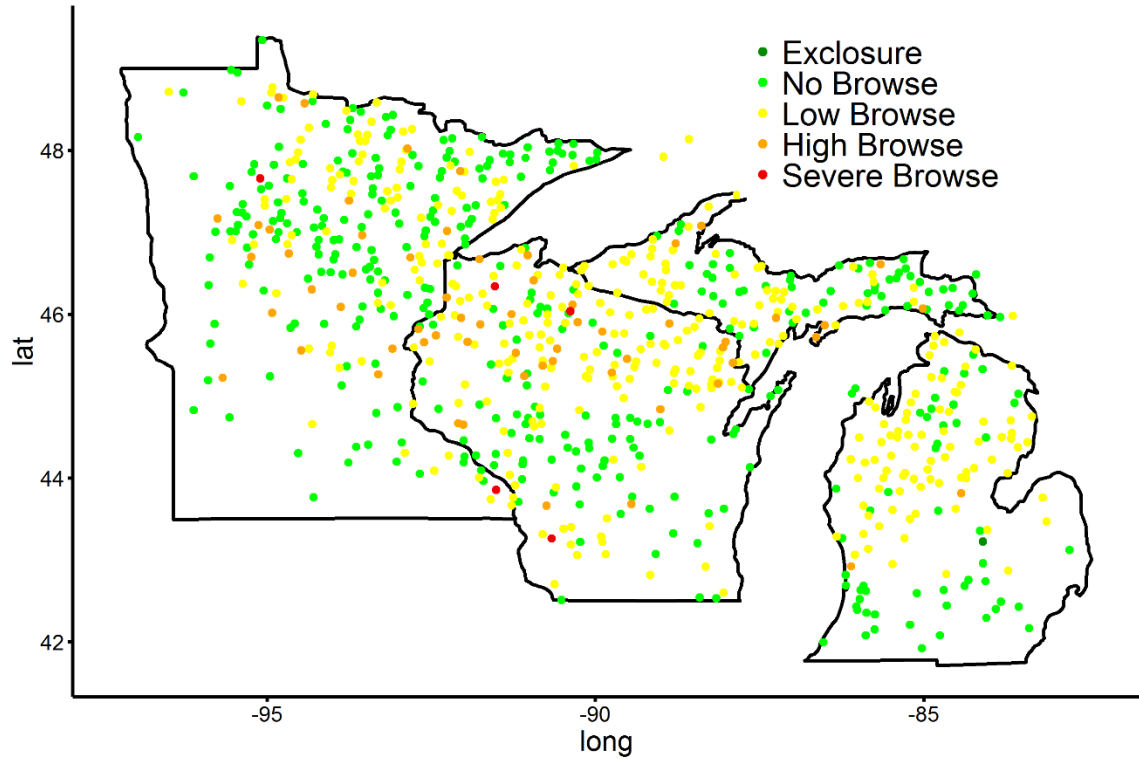 Exclosure
No Browse
Low Browse
High Browse
Severe Browse
48
46
44
42
lat
-95 -90 -85
long